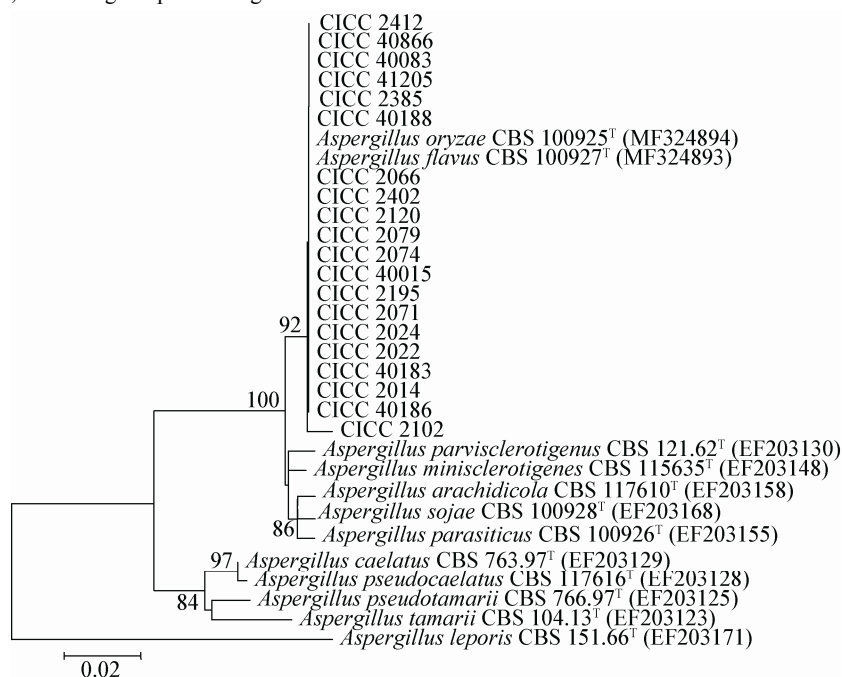 CICC 2412
CICC 40866
CICC 40083
CICC 41205
CICC 2385
CICC 40188
Aspergillus oryzae CBS 100925ᵀ (MF324894)
Aspergillus flavus CBS 100927ᵀ (MF324893)
CICC 2066
CICC 2402
CICC 2120
CICC 2079
CICC 2074
CICC 40015
CICC 2195
CICC 2071
CICC 2024
92
CICC 2022
CICC 40183
CICC 2014
100
CICC 40186
CICC 2102
Aspergillus parvisclerotigenus CBS 121.62ᵀ (EF203130)
Aspergillus minisclerotigenes CBS 115635ᵀ (EF203148)
Aspergillus arachidicola CBS 117610ᵀ (EF203158)
Aspergillus sojae CBS 100928ᵀ (EF203168)
86
Aspergillus parasiticus CBS 100926ᵀ (EF203155)
97
Aspergillus caelatus CBS 763.97ᵀ (EF203129)
Aspergillus pseudocaelatus CBS 117616ᵀ (EF203128)
84
Aspergillus pseudotamarii CBS 766.97ᵀ (EF203125)
Aspergillus tamarii CBS 104.13ᵀ (EF203123)
Aspergillus leporis CBS 151.66ᵀ (EF203171)
0.02